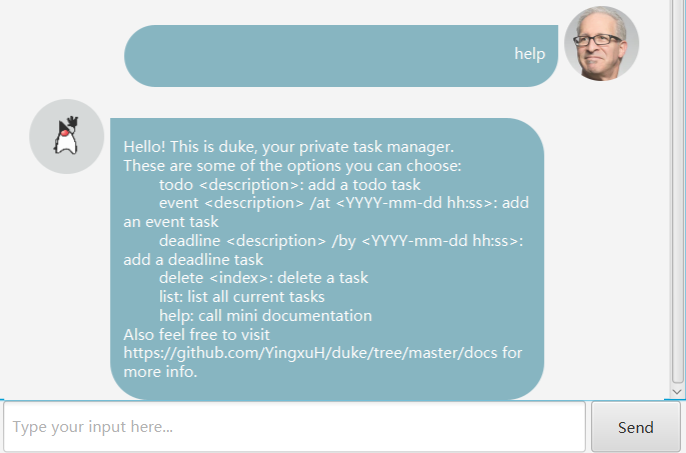 help
Hello! This is duke, your private task manager.
These are some of the options you can choose:
todo <description>: add a todo task
event <description> /at <YYYY-mm-dd hh:ss>: add
an event task
deadline <description> /by <YYYY-mm-dd hh:ss>:
add a deadline task
delete <index>: delete a task
list: list all current tasks
help: call mini documentation
Also feel free to visit
https://github.com/YingxuH/duke/tree/master/docs for
more info.
Type your input here...
Send